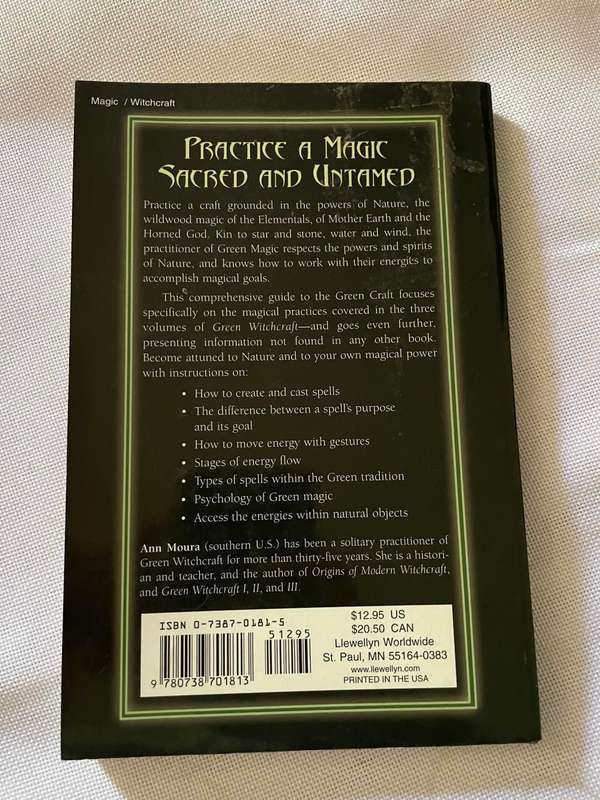 Magic / Witchcraft
Practice a Magic
Sacred and Untamed
Practice a craft grounded in the powers of Nature, the
wildwood magic of the Elementals, of Mother Earth and the
Horned God. Kin to star and stone, water and wind, the
practitioner of Green Magic respects the powers and spirits
of Nature, and knows how to work with their energies to
accomplish magical goals.
This comprehensive guide to the Green Craft focuses
specifically on the magical practices covered in the three
volumes of Green Witchcraft—and goes even further,
presenting information not found in any other book.
Become attuned to Nature and to your own magical power
with instructions on:
• How to create and cast spells
• The difference between a spell's purpose
and its goal
• How to move energy with gestures
• Stages of energy flow
• Types of spells within the Green tradition
• Psychology of Green magic
• Access the energies within natural objects
Ann Moura (southern U.S.) has been a solitary practitioner of
Green Witchcraft for more than thirty-five years. She is a histori-
an and teacher, and the author of Origins of Modern Witchcraft,
and Green Witchcraft I, II, and III.
ISBN 0-7387-0181-5
51295
9 780738 701813
$12.95 US
$20.50 CAN
Llewellyn Worldwide
St. Paul, MN 55164-0383
www.llewellyn.com
PRINTED IN THE USA